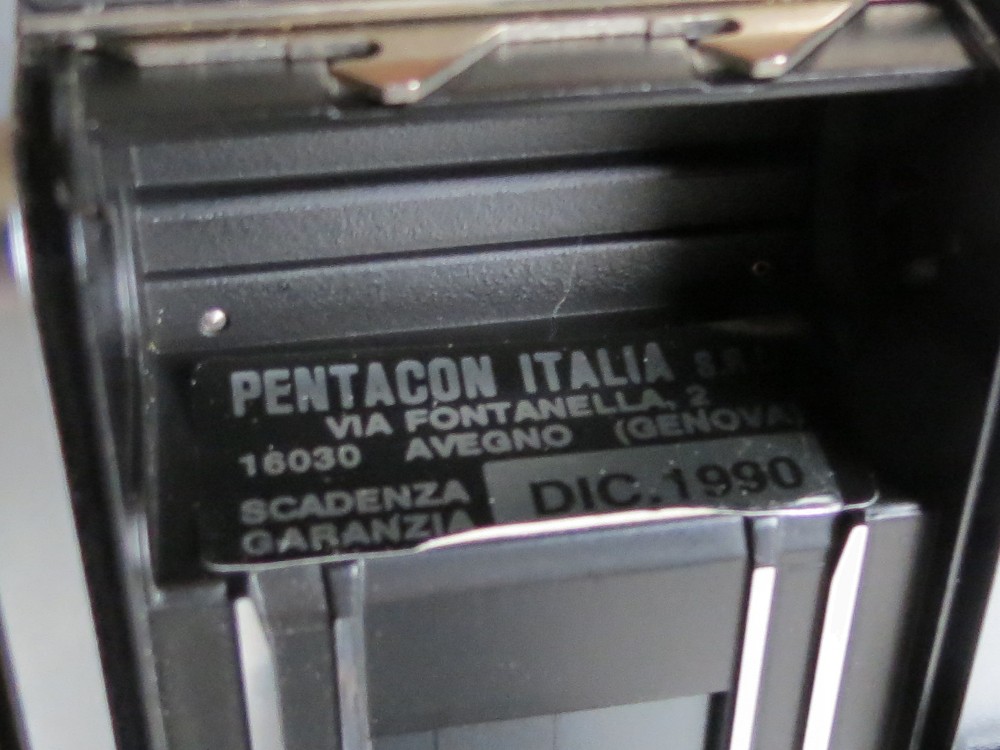 PENTACON ITALIA
VIA FONTANELLA, 2
16030 AVEGNO (GENOVA)
SCADENZA
GARANZIA
DIC.1990